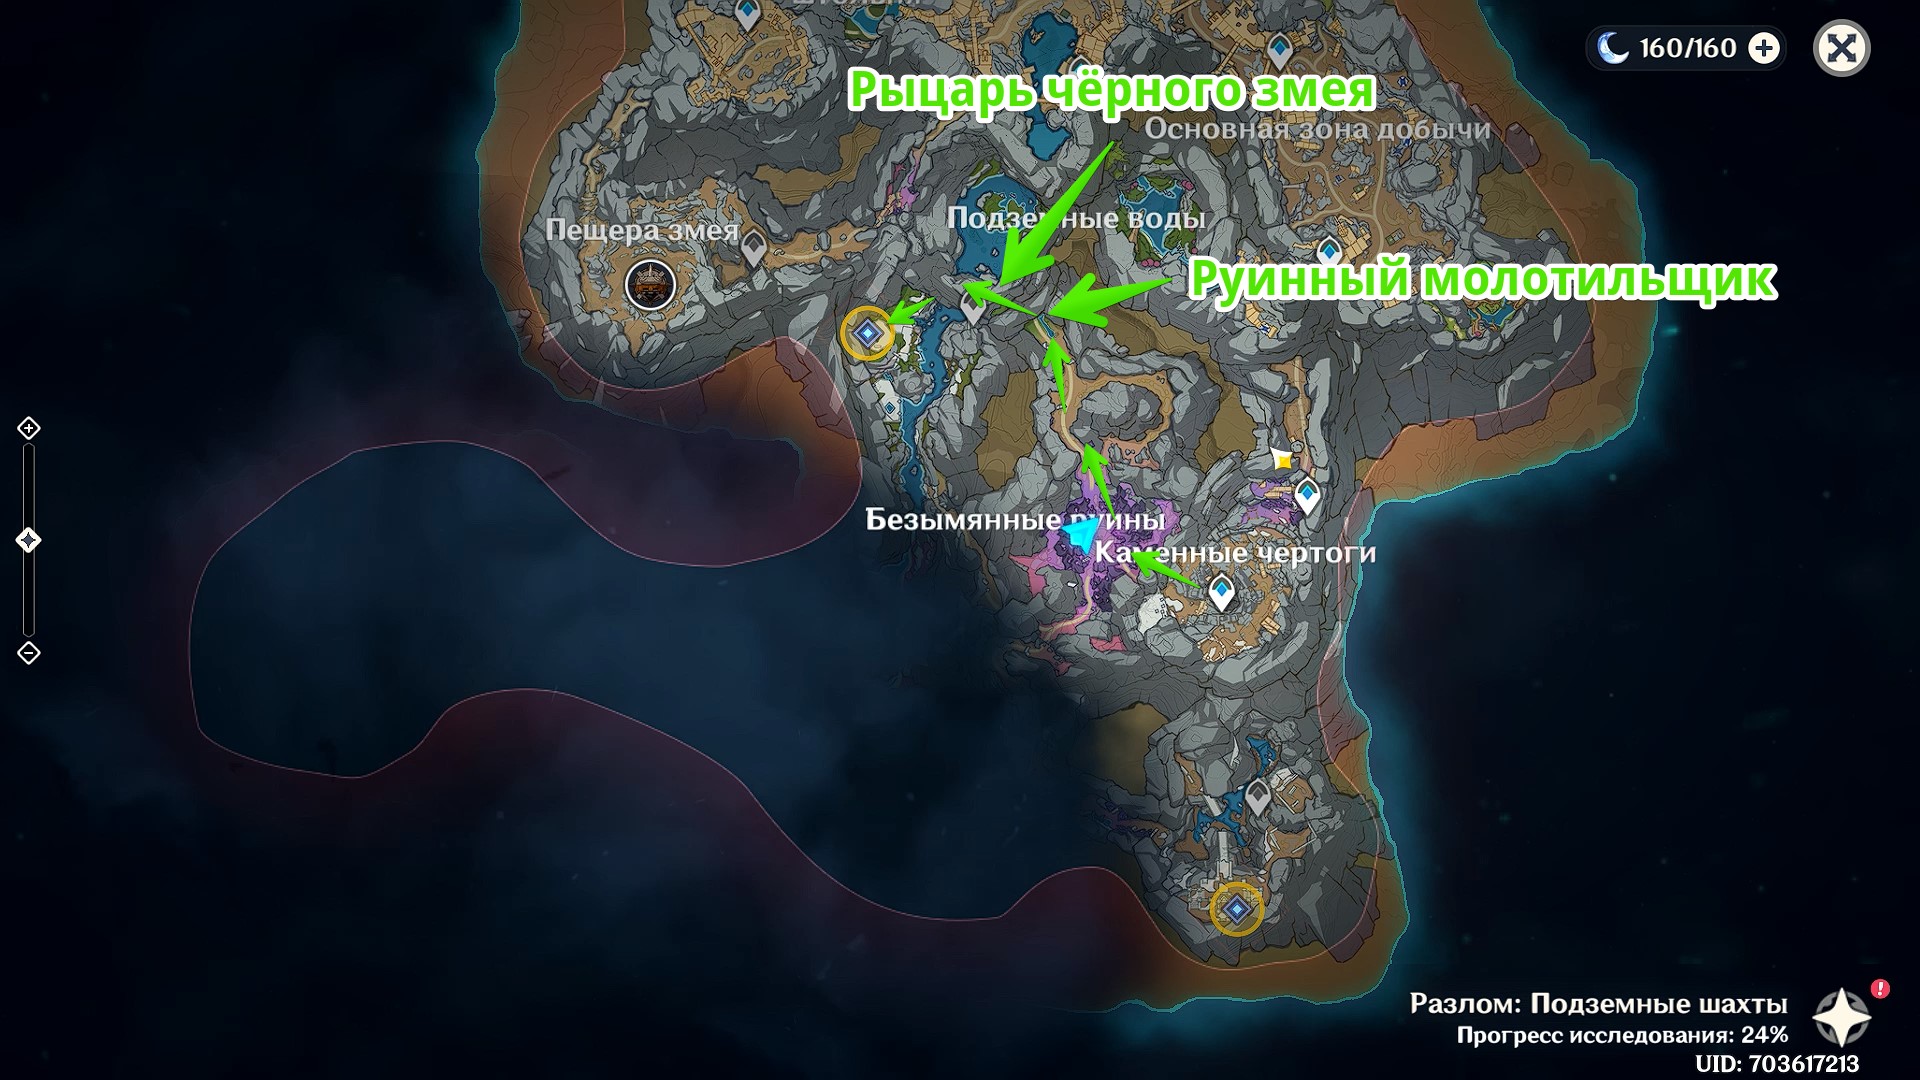 160/160
Рыцарь чёрного змея
Основная зона добычи
Подземные воды
Пещера змея
Руинный молотильщик
Безымянные руины
Каменные чертоги
Разлом: Подземные шахты
Прогресс исследования: 24%
UID: 703617213